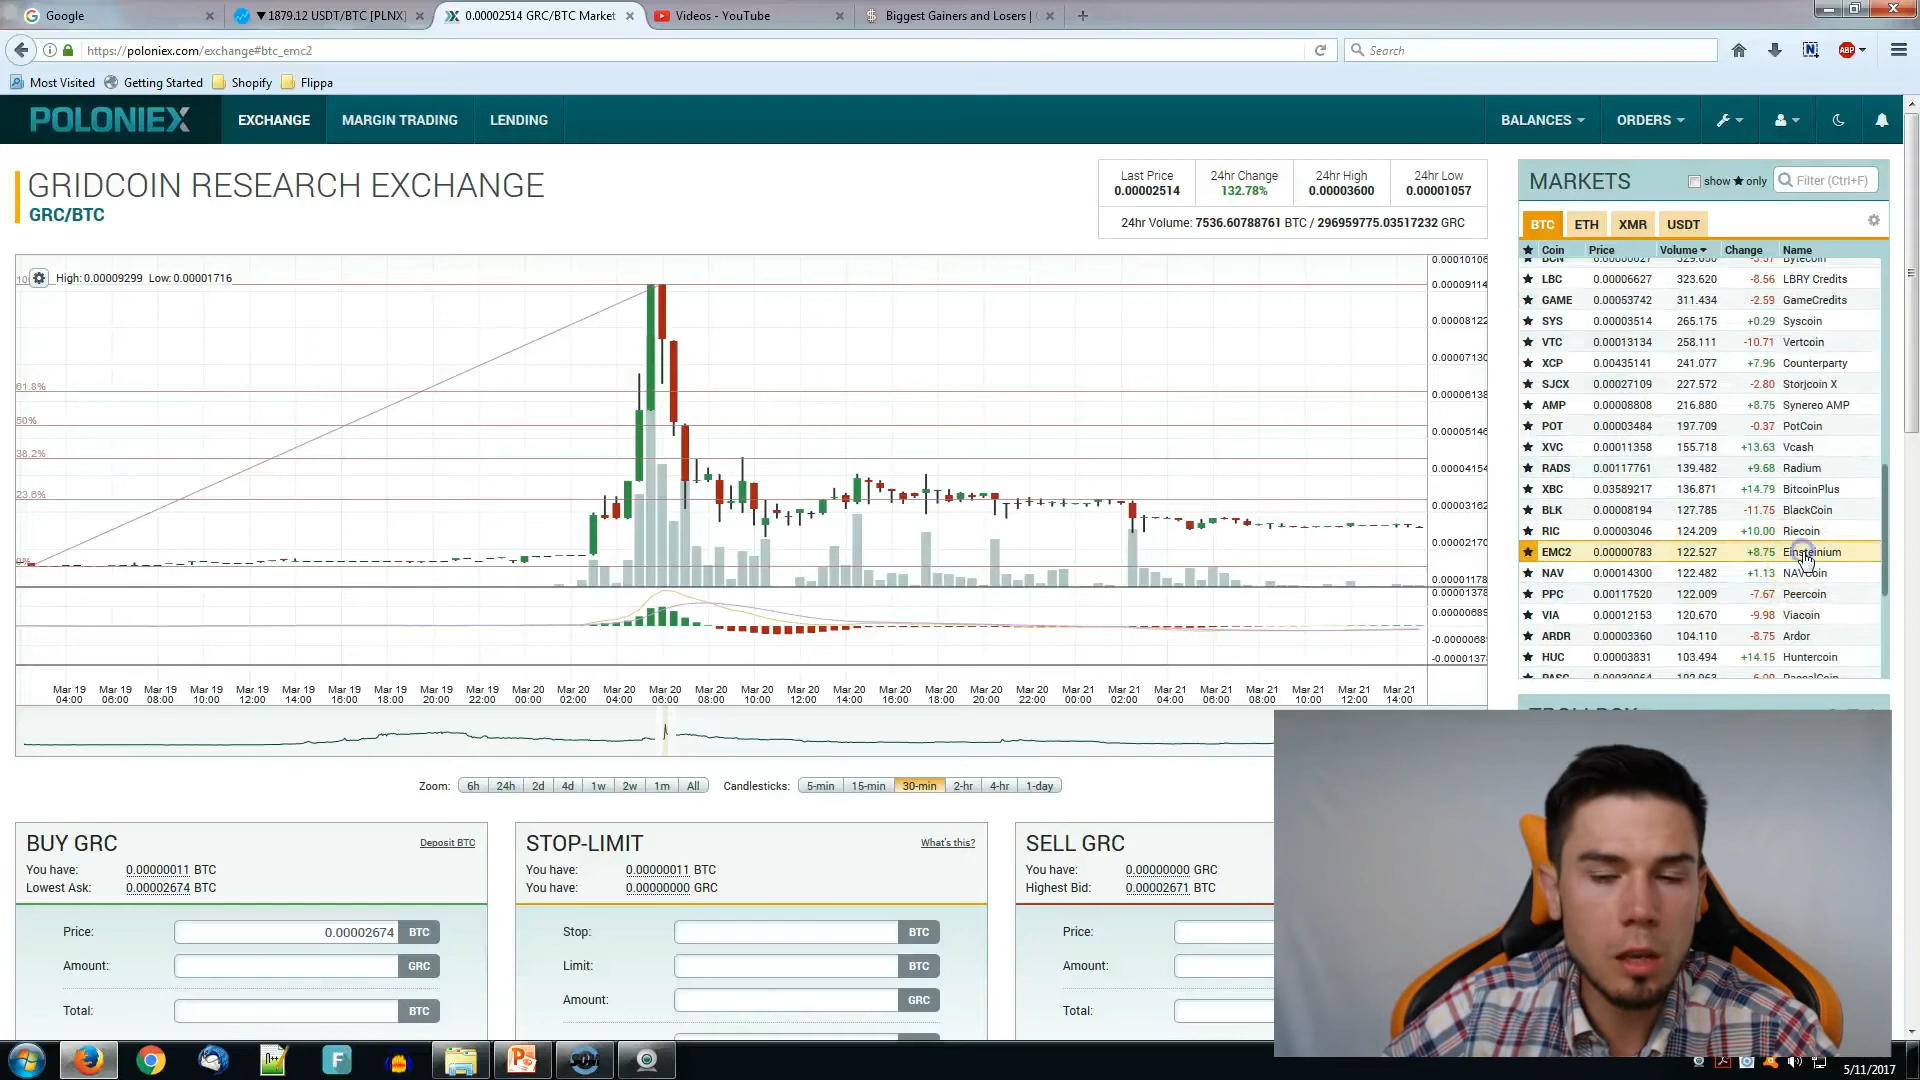 Google
▼1879.12 USDT/BTC [PLNX]
0.00002514 GRC/BTC Market
Videos - YouTube
Biggest Gainers and Losers |
https://poloniex.com/exchange#btc_emc2
Search
ABP
Most Visited Getting Started Shopify Flippa
POLONIEX EXCHANGE MARGIN TRADING LENDING BALANCES ORDERS
GRIDCOIN RESEARCH EXCHANGE
GRC/BTC
Last Price 24hr Change 24hr High 24hr Low
0.00002514 132.78% 0.00003600 0.00001057
24hr Volume: 7536.60788761 BTC / 296959775.03517232 GRC
High: 0.00009299 Low: 0.00001716
61.8%
50%
38.2%
23.6%
0%
0.00010106
0.00009114
0.00008122
0.00007130
0.00006138
0.00005146
0.00004154
0.00003162
0.00002170
0.00001178
0.00001378
0.00000689
-0.00000689
-0.00001378
Mar 19 Mar 19 Mar 19 Mar 19 Mar 19 Mar 19 Mar 19 Mar 19 Mar 19 Mar 19 Mar 20 Mar 20 Mar 20 Mar 20 Mar 20 Mar 20 Mar 20 Mar 20 Mar 20 Mar 20 Mar 20 Mar 20 Mar 21 Mar 21 Mar 21 Mar 21 Mar 21 Mar 21 Mar 21 Mar 21
04:00 06:00 08:00 10:00 12:00 14:00 16:00 18:00 20:00 22:00 00:00 02:00 04:00 06:00 08:00 10:00 12:00 14:00 16:00 18:00 20:00 22:00 00:00 02:00 04:00 06:00 08:00 10:00 12:00 14:00
Zoom: 6h 24h 2d 4d 1w 2w 1m All Candlesticks: 5-min 15-min 30-min 2-hr 4-hr 1-day
MARKETS show ★ only Filter (Ctrl+F)
BTC ETH XMR USDT
★ Coin Price Volume Change Name
BCN 0.00000027 329.650 -3.57 Bytecoin
LBC 0.00006627 323.620 -8.56 LBRY Credits
GAME 0.00053742 311.434 -2.59 GameCredits
SYS 0.00003514 265.175 +0.29 Syscoin
VTC 0.00013134 258.111 -10.71 Vertcoin
XCP 0.00435141 241.077 +7.96 Counterparty
SJCX 0.00027109 227.572 -2.80 Storjcoin X
AMP 0.00008808 216.880 +8.75 Synereo AMP
POT 0.00003484 197.709 -0.37 PotCoin
XVC 0.00011358 155.718 +13.63 Vcash
RADS 0.00117761 139.482 +9.68 Radium
XBC 0.03589217 136.871 +14.79 BitcoinPlus
BLK 0.00008194 127.785 -11.75 BlackCoin
RIC 0.00003046 124.209 +10.00 Riecoin
EMC2 0.00000783 122.527 +8.75 Einsteinium
NAV 0.00014300 122.482 +1.13 NAVcoin
PPC 0.00117520 122.009 -7.67 Peercoin
VIA 0.00012153 120.670 -9.98 Viacoin
ARDR 0.00003360 104.110 -8.75 Ardor
HUC 0.00003831 103.494 +14.15 Huntercoin
BUY GRC Deposit BTC
You have: 0.00000011 BTC
Lowest Ask: 0.00002674 BTC
Price: 0.00002674 BTC
Amount: GRC
Total: BTC
STOP-LIMIT What's this?
You have: 0.00000011 BTC
You have: 0.00000000 GRC
Stop: BTC
Limit: BTC
Amount: GRC
SELL GRC
You have: 0.00000000 GRC
Highest Bid: 0.00002671 BTC
Price:
Amount:
Total:
5/11/2017